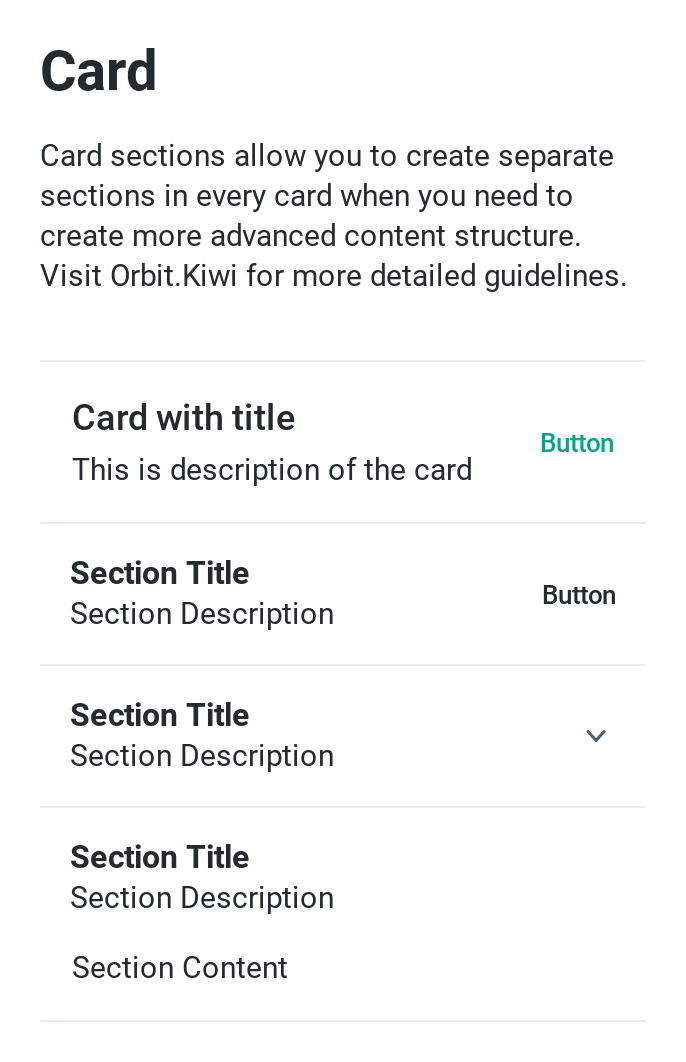 Card
Card sections allow you to create separate
sections in every card when you need to
create more advanced content structure.
Visit Orbit.Kiwi for more detailed guidelines.
Card with title
This is description of the card
Button
Section Title
Section Description
Button
Section Title
Section Description
Section Title
Section Description
Section Content